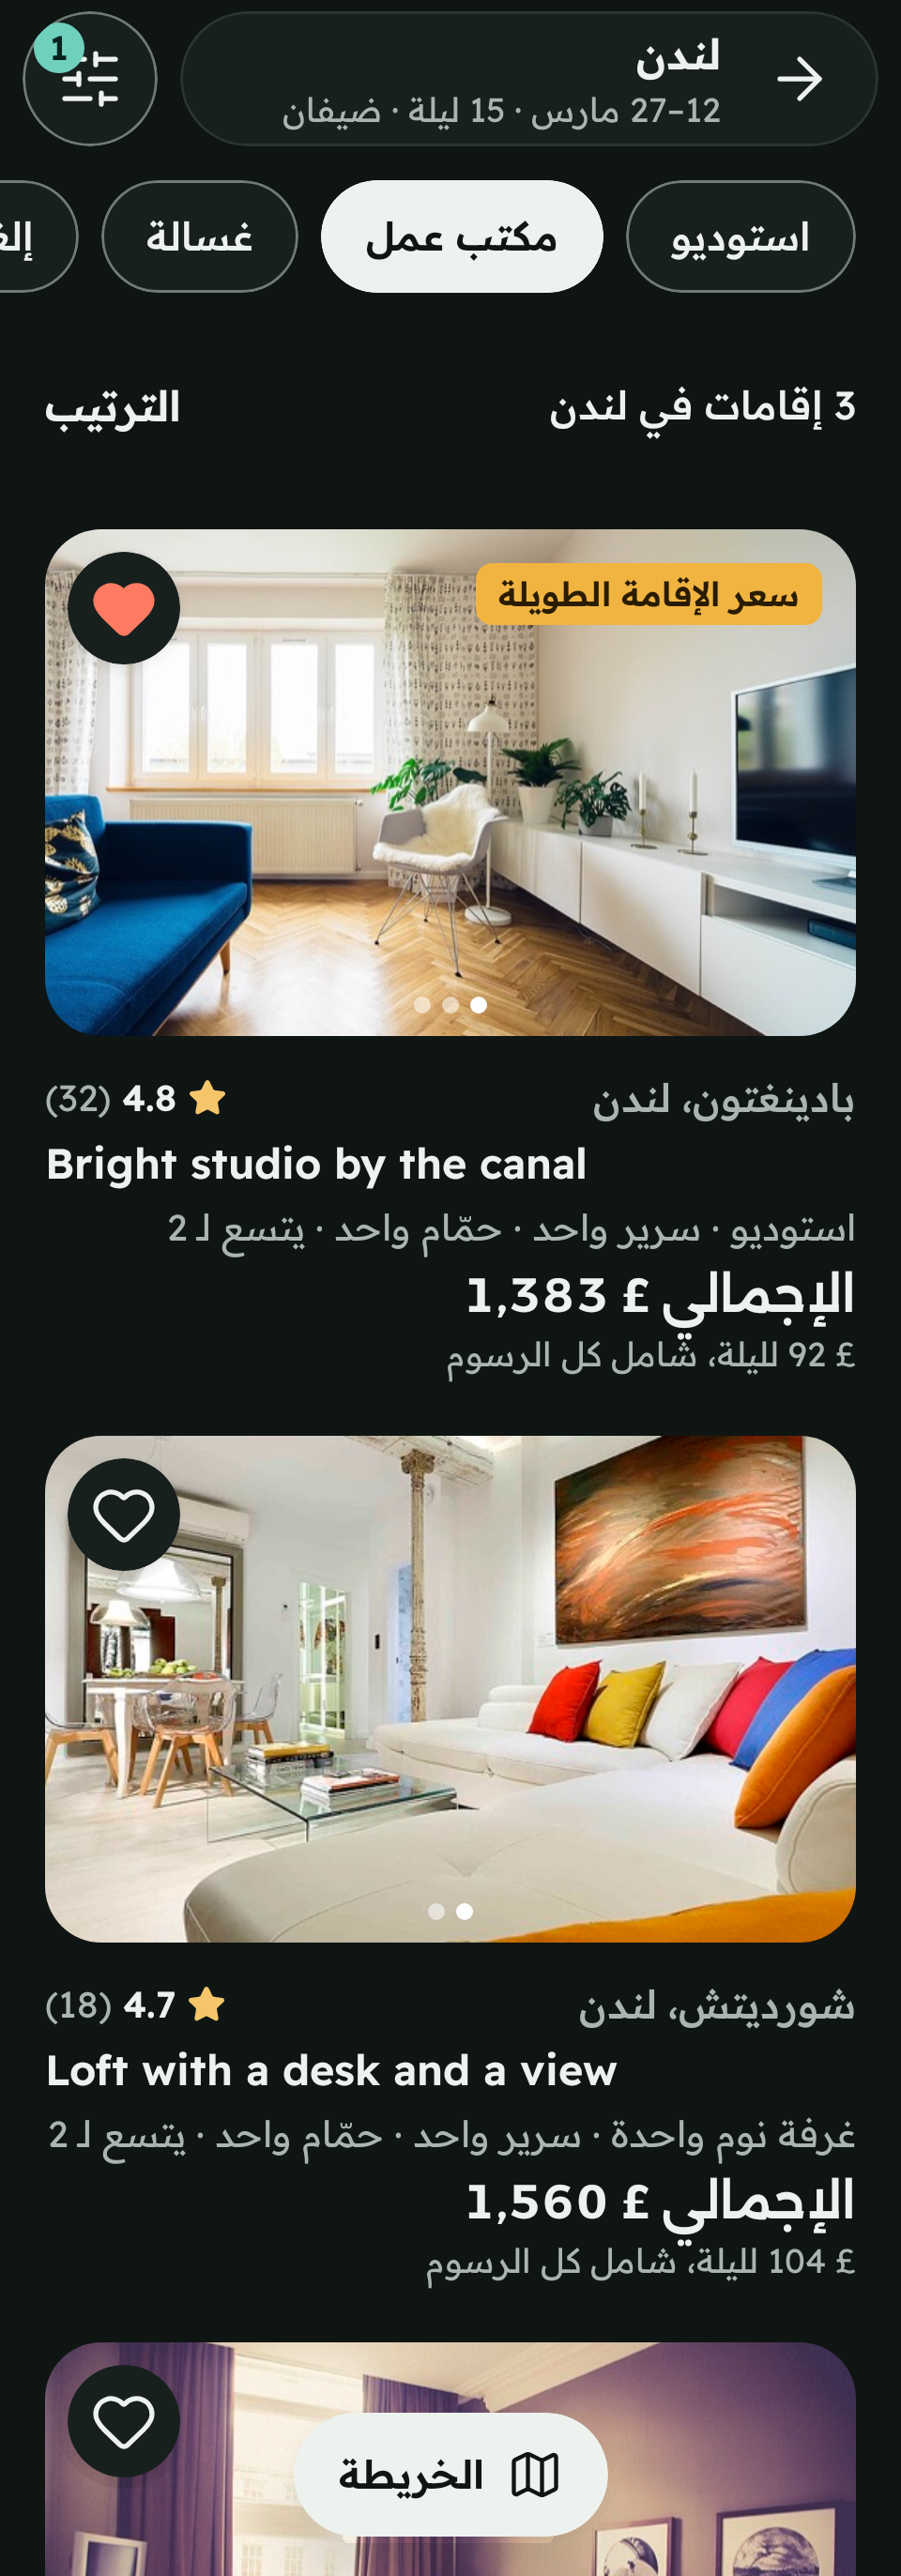 لندن
12–27 مارس · 15 ليلة · ضيفان
1
استوديو
مكتب عمل
غسالة
3 إقامات في لندن
الترتيب
سعر الإقامة الطويلة
بادينغتون، لندن
4.8 (32)
Bright studio by the canal
استوديو · سرير واحد · حمّام واحد · يتسع لـ 2
الإجمالي £ 1,383
£ 92 لليلة، شامل كل الرسوم
شورديتش، لندن
4.7 (18)
Loft with a desk and a view
غرفة نوم واحدة · سرير واحد · حمّام واحد · يتسع لـ 2
الإجمالي £ 1,560
£ 104 لليلة، شامل كل الرسوم
الخريطة